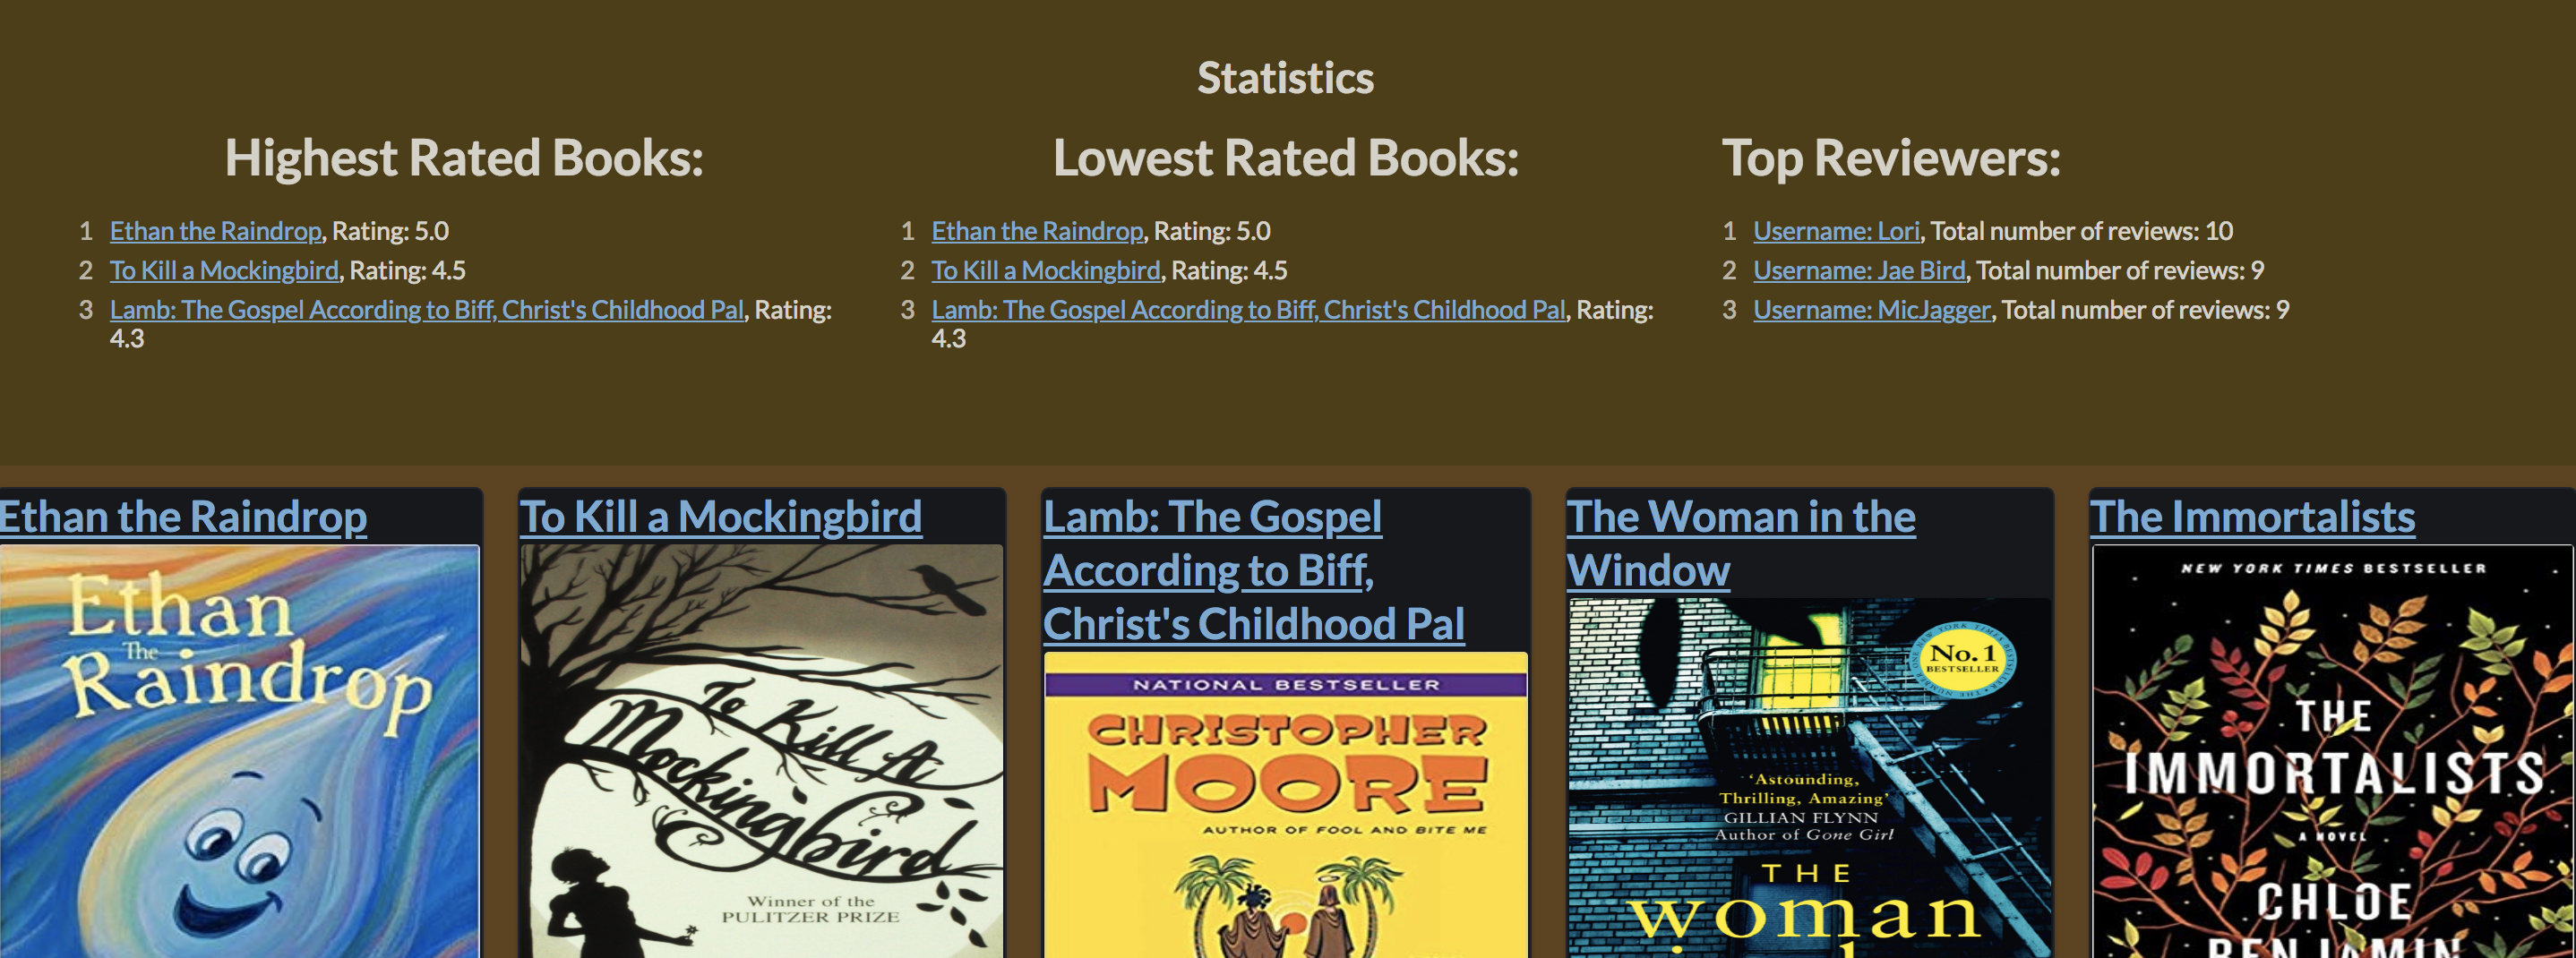 Statistics
Highest Rated Books:
1 Ethan the Raindrop, Rating: 5.0
2 To Kill a Mockingbird, Rating: 4.5
3 Lamb: The Gospel According to Biff, Christ's Childhood Pal, Rating:
4.3
Lowest Rated Books:
1 Ethan the Raindrop, Rating: 5.0
2 To Kill a Mockingbird, Rating: 4.5
3 Lamb: The Gospel According to Biff, Christ's Childhood Pal, Rating:
4.3
Top Reviewers:
1 Username: Lori, Total number of reviews: 10
2 Username: Jae Bird, Total number of reviews: 9
3 Username: MicJagger, Total number of reviews: 9
Ethan the Raindrop
Ethan
The
Raindrop
To Kill a Mockingbird
To Kill A
Mockingbird
Winner of the
PULITZER PRIZE
Lamb: The Gospel
According to Biff,
Christ's Childhood Pal
NATIONAL BESTSELLER
CHRISTOPHER
MOORE
AUTHOR OF FOOL AND BITE ME
The Woman in the
Window
No. 1
BESTSELLER
'Astounding,
Thrilling, Amazing'
GILLIAN FLYNN
Author of Gone Girl
THE
woman
The Immortalists
NEW YORK TIMES BESTSELLER
THE
IMMORTALISTS
A NOVEL
CHLOE
BENJAMIN